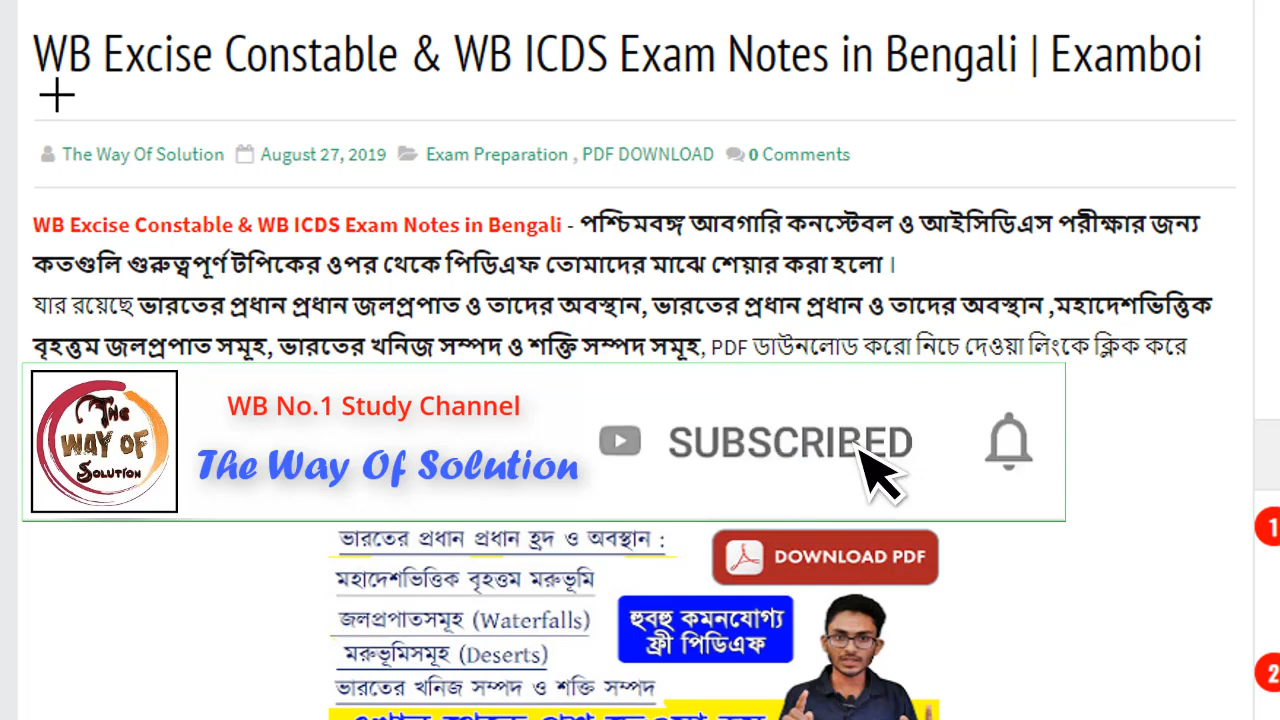 WB Excise Constable & WB ICDS Exam Notes in Bengali | Examboi
The Way Of Solution August 27, 2019 Exam Preparation , PDF DOWNLOAD 0 Comments
WB Excise Constable & WB ICDS Exam Notes in Bengali - পশ্চিমবঙ্গ আবগারি কনস্টেবল ও আইসিডিএস পরীক্ষার জন্য
কতগুলি গুরুত্বপূর্ণ টপিকের ওপর থেকে পিডিএফ তোমাদের মাঝে শেয়ার করা হলো।
যার রয়েছে ভারতের প্রধান প্রধান জলপ্রপাত ও তাদের অবস্থান, ভারতের প্রধান প্রধান ও তাদের অবস্থান ,মহাদেশভিত্তিক
বৃহত্তম জলপ্রপাত সমূহ, ভারতের খনিজ সম্পদ ও শক্তি সম্পদ সমূহ, PDF ডাউনলোড করো নিচে দেওয়া লিংকে ক্লিক করে
THE WAY OF SOLUTION
WB No.1 Study Channel
The Way Of Solution
SUBSCRIBED
ভারতের প্রধান প্রধান হ্রদ ও অবস্থান :
DOWNLOAD PDF
মহাদেশভিত্তিক বৃহত্তম মরুভূমি
জলপ্রপাতসমূহ (Waterfalls)
হুবহু কমনযোগ্য
ফ্রী পিডিএফ
মরুভূমিসমূহ (Deserts)
ভারতের খনিজ সম্পদ ও শক্তি সম্পদ
1
2